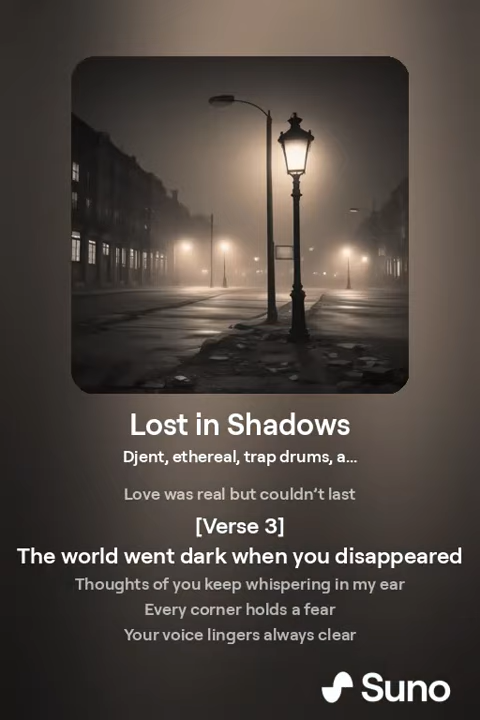 Lost in Shadows
Djent, ethereal, trap drums, a...
Love was real but couldn't last
[Verse 3]
The world went dark when you disappeared
Thoughts of you keep whispering in my ear
Every corner holds a fear
Your voice lingers always clear
Suno